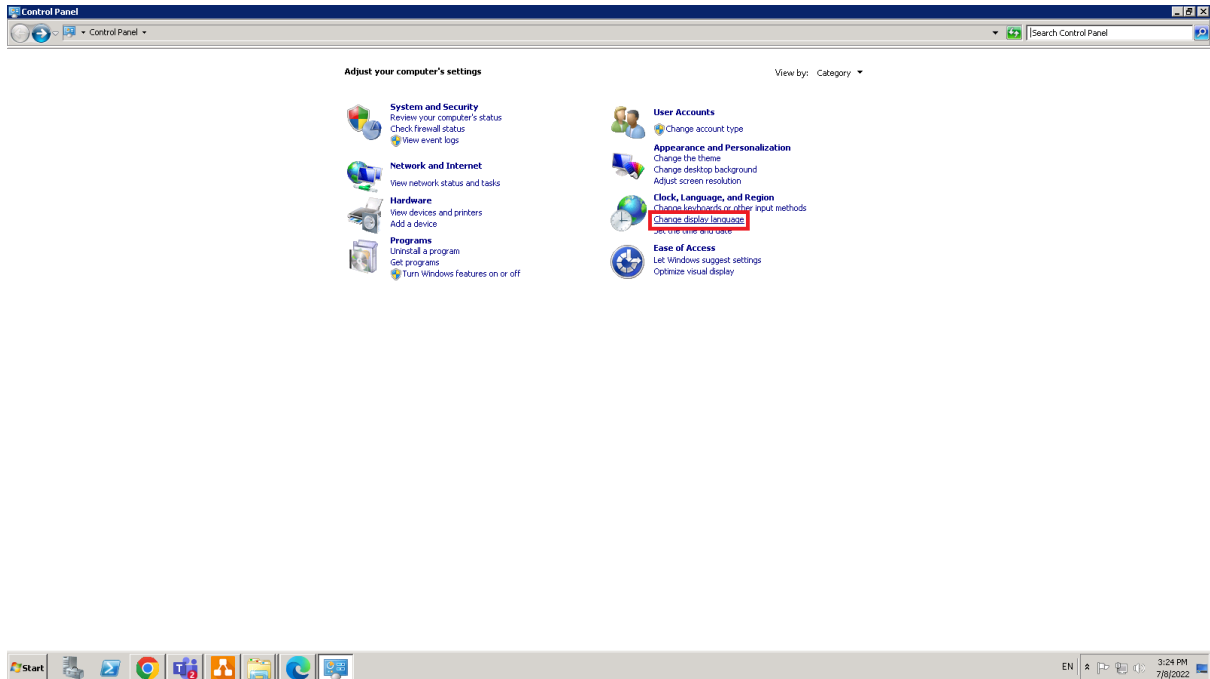 Control Panel
Control Panel
Search Control Panel
Adjust your computer's settings
View by: Category
System and Security
Review your computer's status
Check firewall status
View event logs
Network and Internet
View network status and tasks
Hardware
View devices and printers
Add a device
Programs
Uninstall a program
Get programs
Turn Windows features on or off
User Accounts
Change account type
Appearance and Personalization
Change the theme
Change desktop background
Adjust screen resolution
Clock, Language, and Region
Change keyboards or other input methods
Change display language
Set the time and date
Ease of Access
Let Windows suggest settings
Optimize visual display
Start
T
2
EN
3:24 PM
7/8/2022